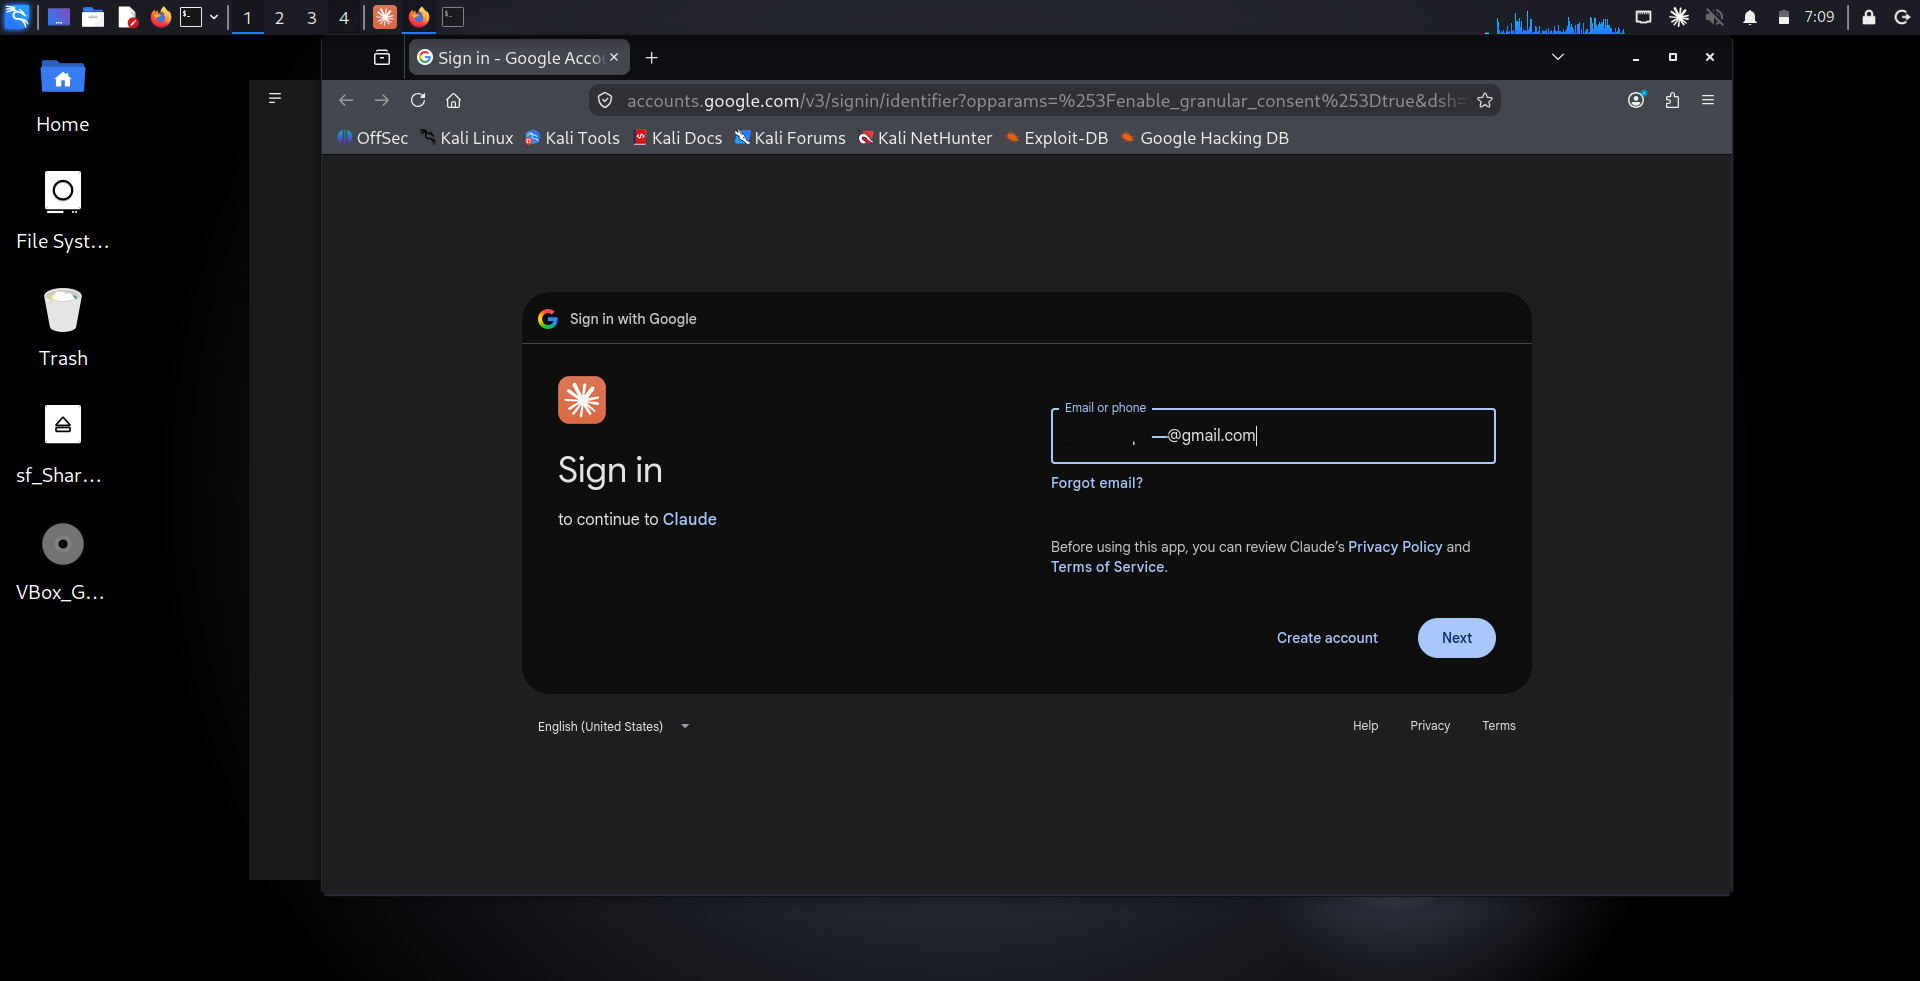 1 2 3 4
7:09
Sign in - Google Acco
accounts.google.com/v3/signin/identifier?opparams=%253Fenable_granular_consent%253Dtrue&dsh=
OffSec Kali Linux Kali Tools Kali Docs Kali Forums Kali NetHunter Exploit-DB Google Hacking DB
Home
File Syst...
Trash
sf_Shar...
VBox_G...
Sign in with Google
Sign in
to continue to Claude
Email or phone
@gmail.com
Forgot email?
Before using this app, you can review Claude's Privacy Policy and
Terms of Service.
Create account
Next
English (United States)
Help Privacy Terms